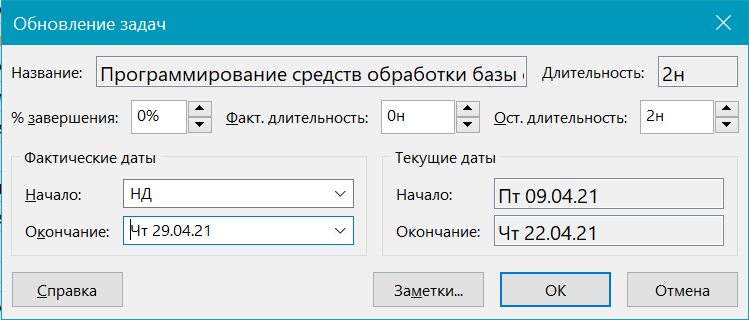 Обновление задач
Название: Программирование средств обработки базы Длительность: 2н
% завершения: 0% Факт. длительность: 0н Ост. длительность: 2н
Фактические даты Текущие даты
Начало: НД Начало: Пт 09.04.21
Окончание: Чт 29.04.21 Окончание: Чт 22.04.21
Справка Заметки... ОК Отмена